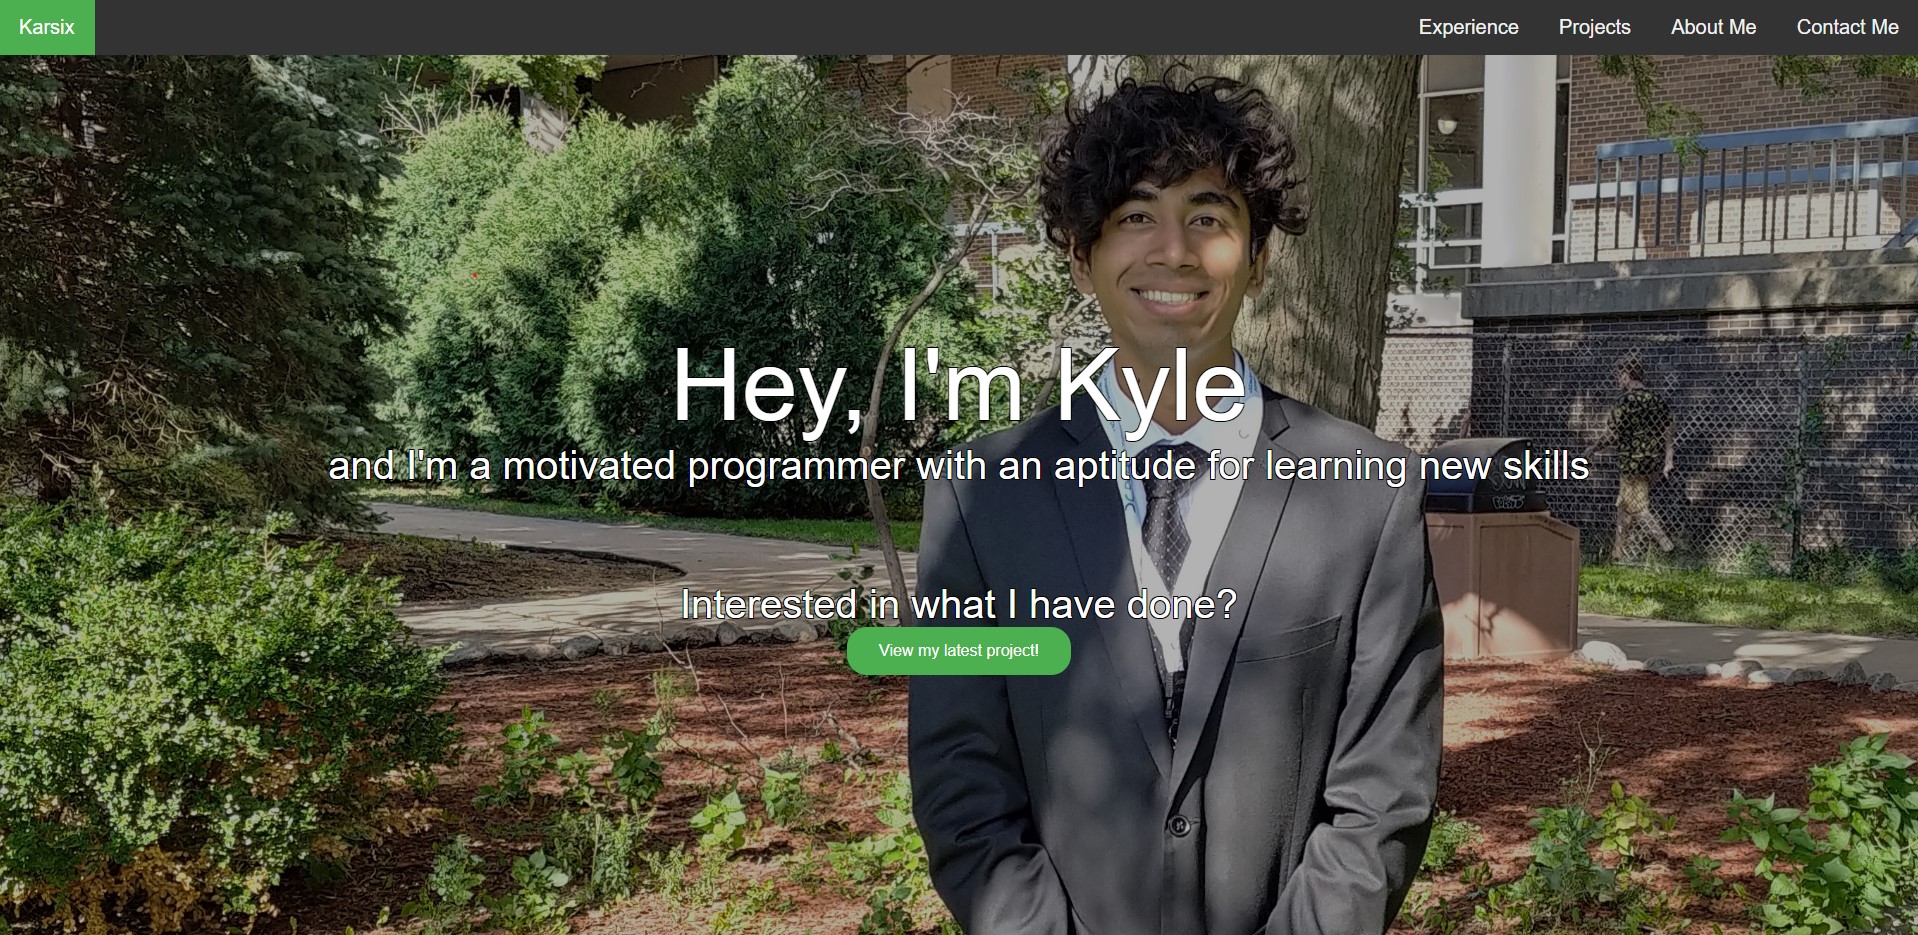 Karsix
Experience
Projects
About Me
Contact Me
Hey, I'm Kyle
and I'm a motivated programmer with an aptitude for learning new skills
Interested in what I have done?
View my latest project!